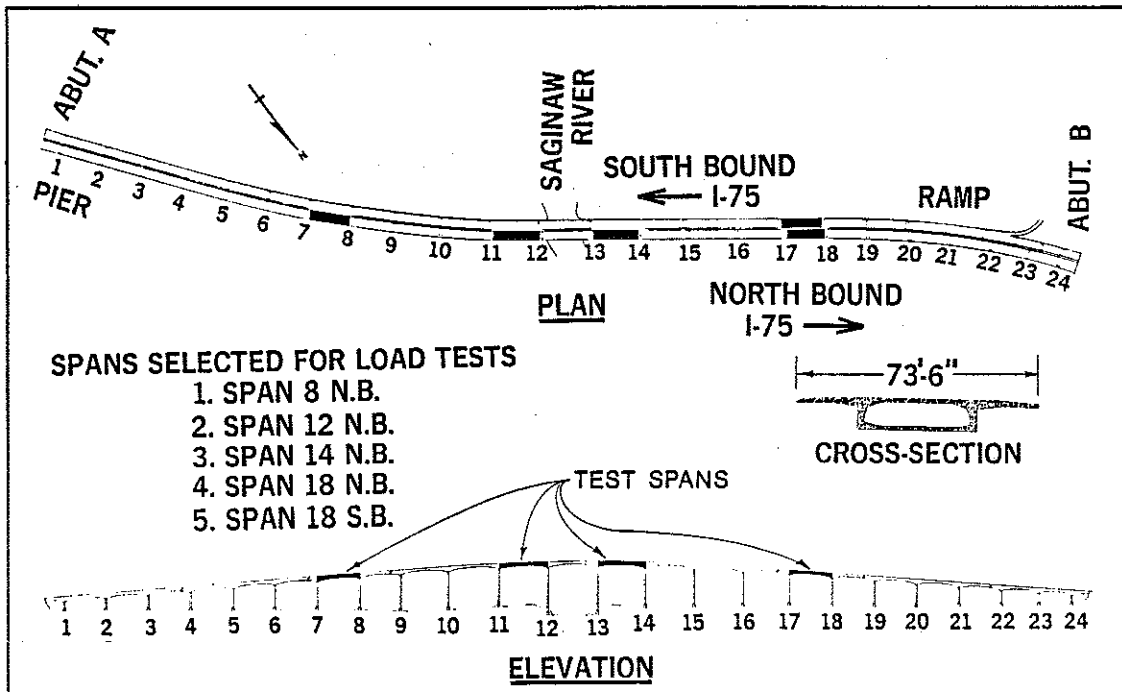 ABUT. A
SAGINAW
RIVER
ABUT. B
N
SOUTH BOUND
I-75
RAMP
PIER
1 2 3 4 5 6 7 8 9 10 11 12 13 14 15 16 17 18 19 20 21 22 23 24
PLAN
NORTH BOUND
I-75
SPANS SELECTED FOR LOAD TESTS
1. SPAN 8 N.B.
2. SPAN 12 N.B.
3. SPAN 14 N.B.
4. SPAN 18 N.B.
5. SPAN 18 S.B.
73'-6"
CROSS-SECTION
TEST SPANS
1 2 3 4 5 6 7 8 9 10 11 12 13 14 15 16 17 18 19 20 21 22 23 24
ELEVATION